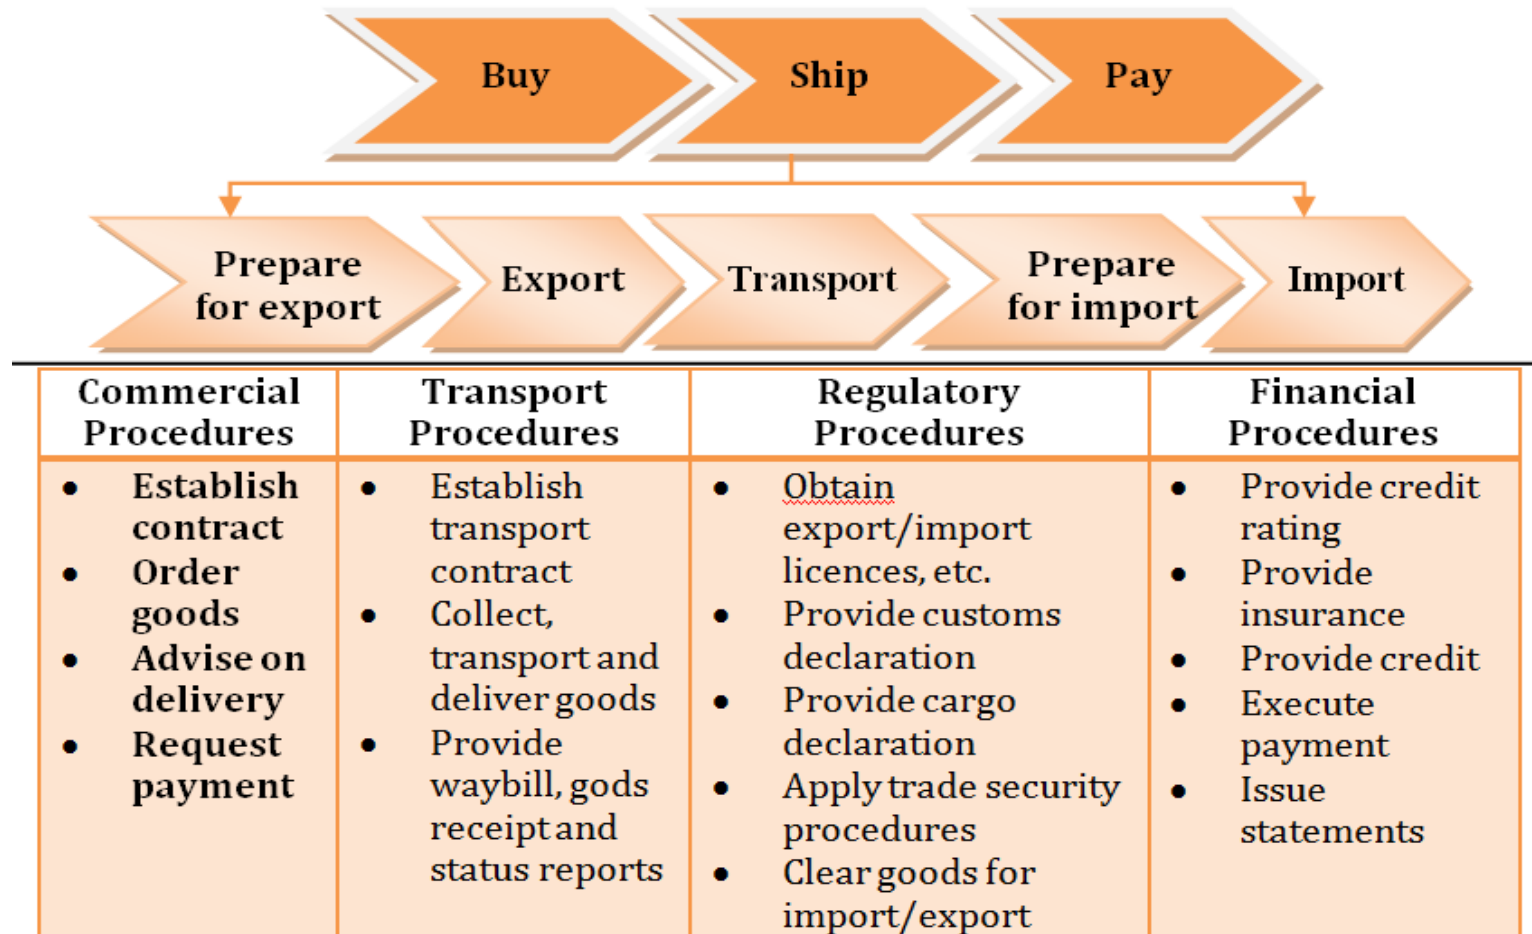 Buy
Ship
Pay
Prepare
for export
Export
Transport
Prepare
for import
Import
Commercial
Procedures
Transport
Procedures
Regulatory
Procedures
Financial
Procedures
• Establish
contract
• Order
goods
• Advise on
delivery
• Request
payment
• Establish
transport
contract
• Collect,
transport and
deliver goods
• Provide
waybill, gods
receipt and
status reports
• Obtain
export/import
licences, etc.
• Provide customs
declaration
• Provide cargo
declaration
• Apply trade security
procedures
• Clear goods for
import/export
• Provide credit
rating
• Provide
insurance
• Provide credit
• Execute
payment
• Issue
statements